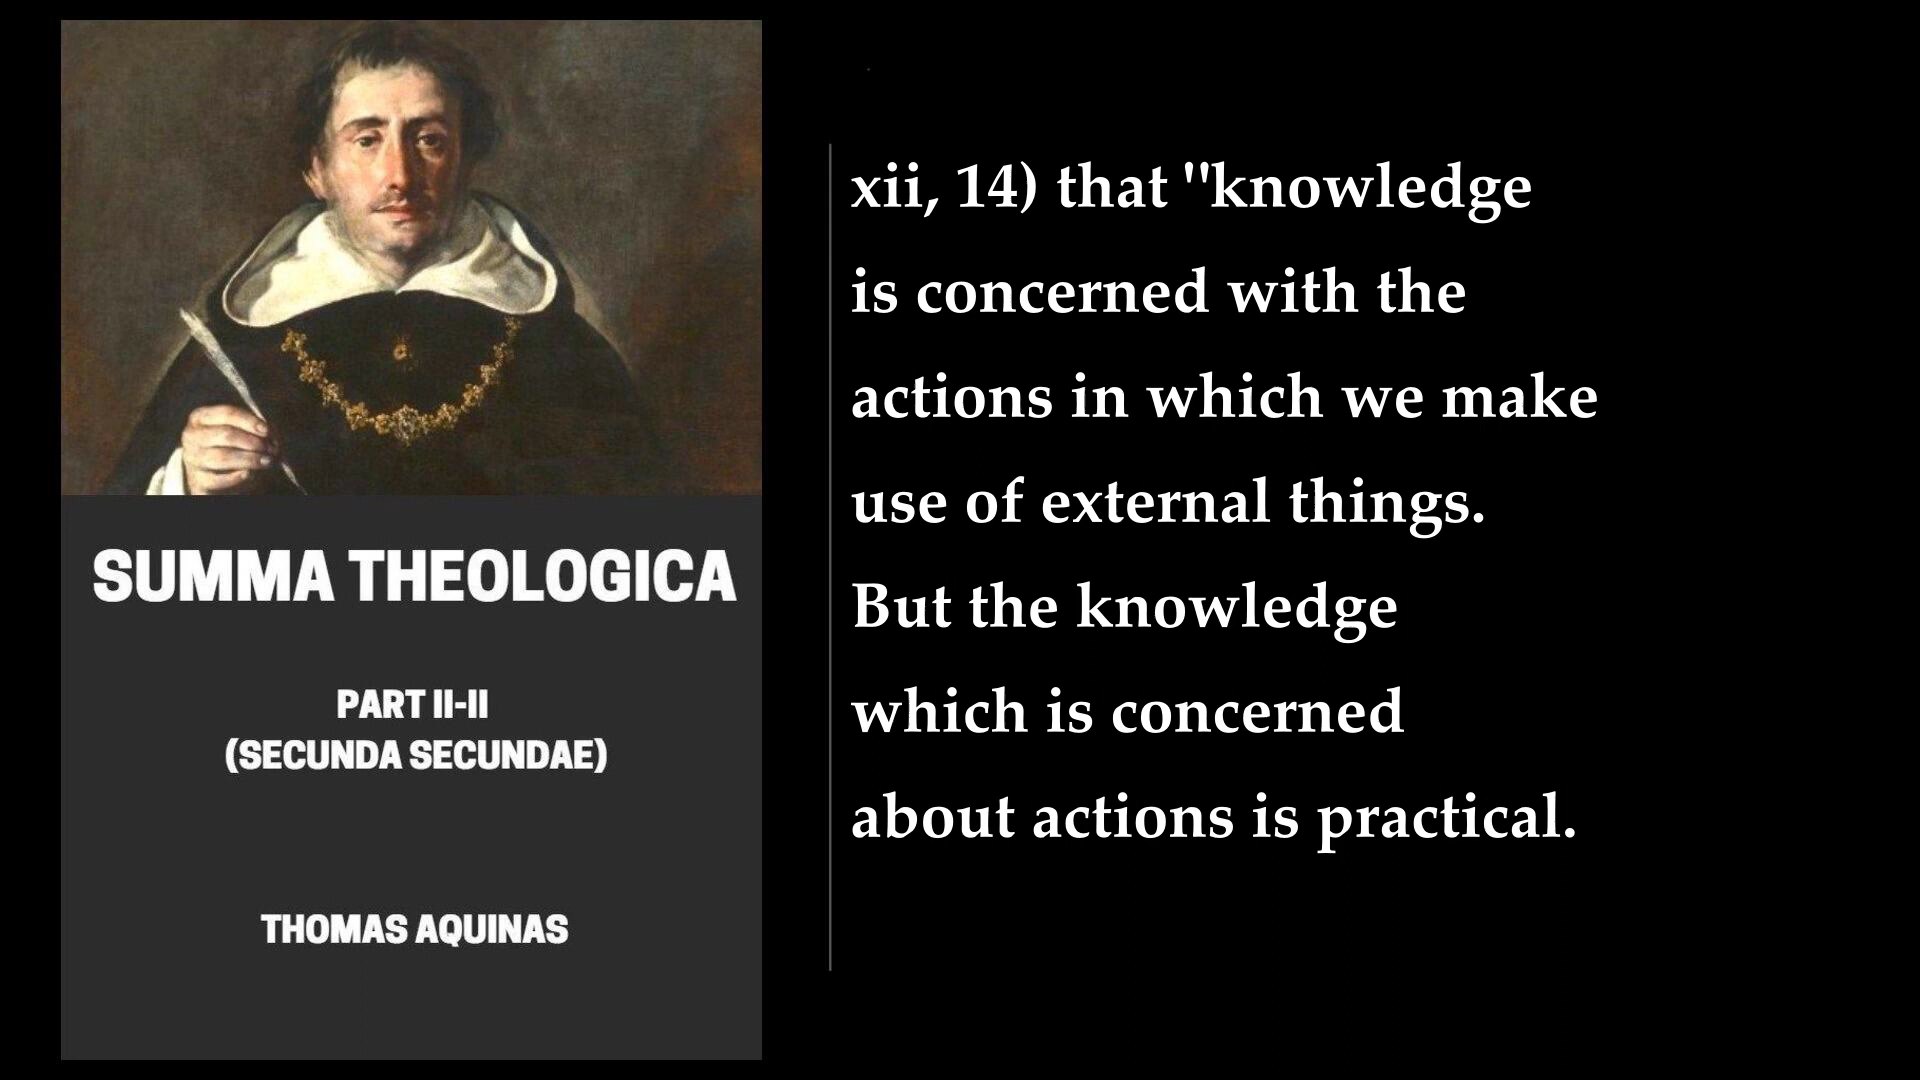 SUMMA THEOLOGICA
PART II-II
(SECUNDA SECUNDAE)
THOMAS AQUINAS
xii, 14) that "knowledge
is concerned with the
actions in which we make
use of external things.
But the knowledge
which is concerned
about actions is practical.